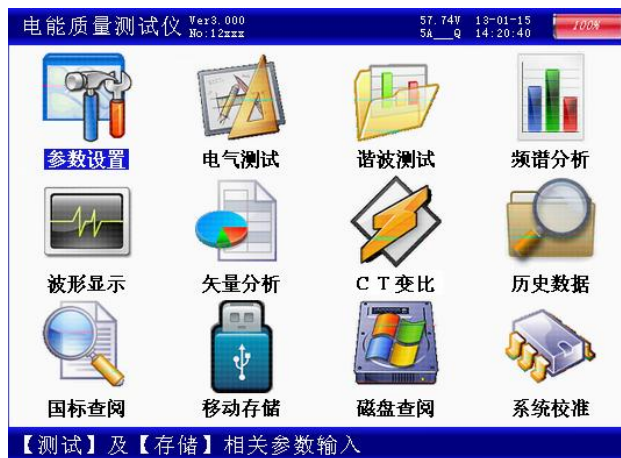 电能质量测试仪 Ver3.000 57.74V 13-01-15 100%
No:12xxx 5A__Q 14:20:40
参数设置 电气测试 谐波测试 频谱分析
波形显示 矢量分析 CT变比 历史数据
国标查阅 移动存储 磁盘查阅 系统校准
【测试】及【存储】相关参数输入